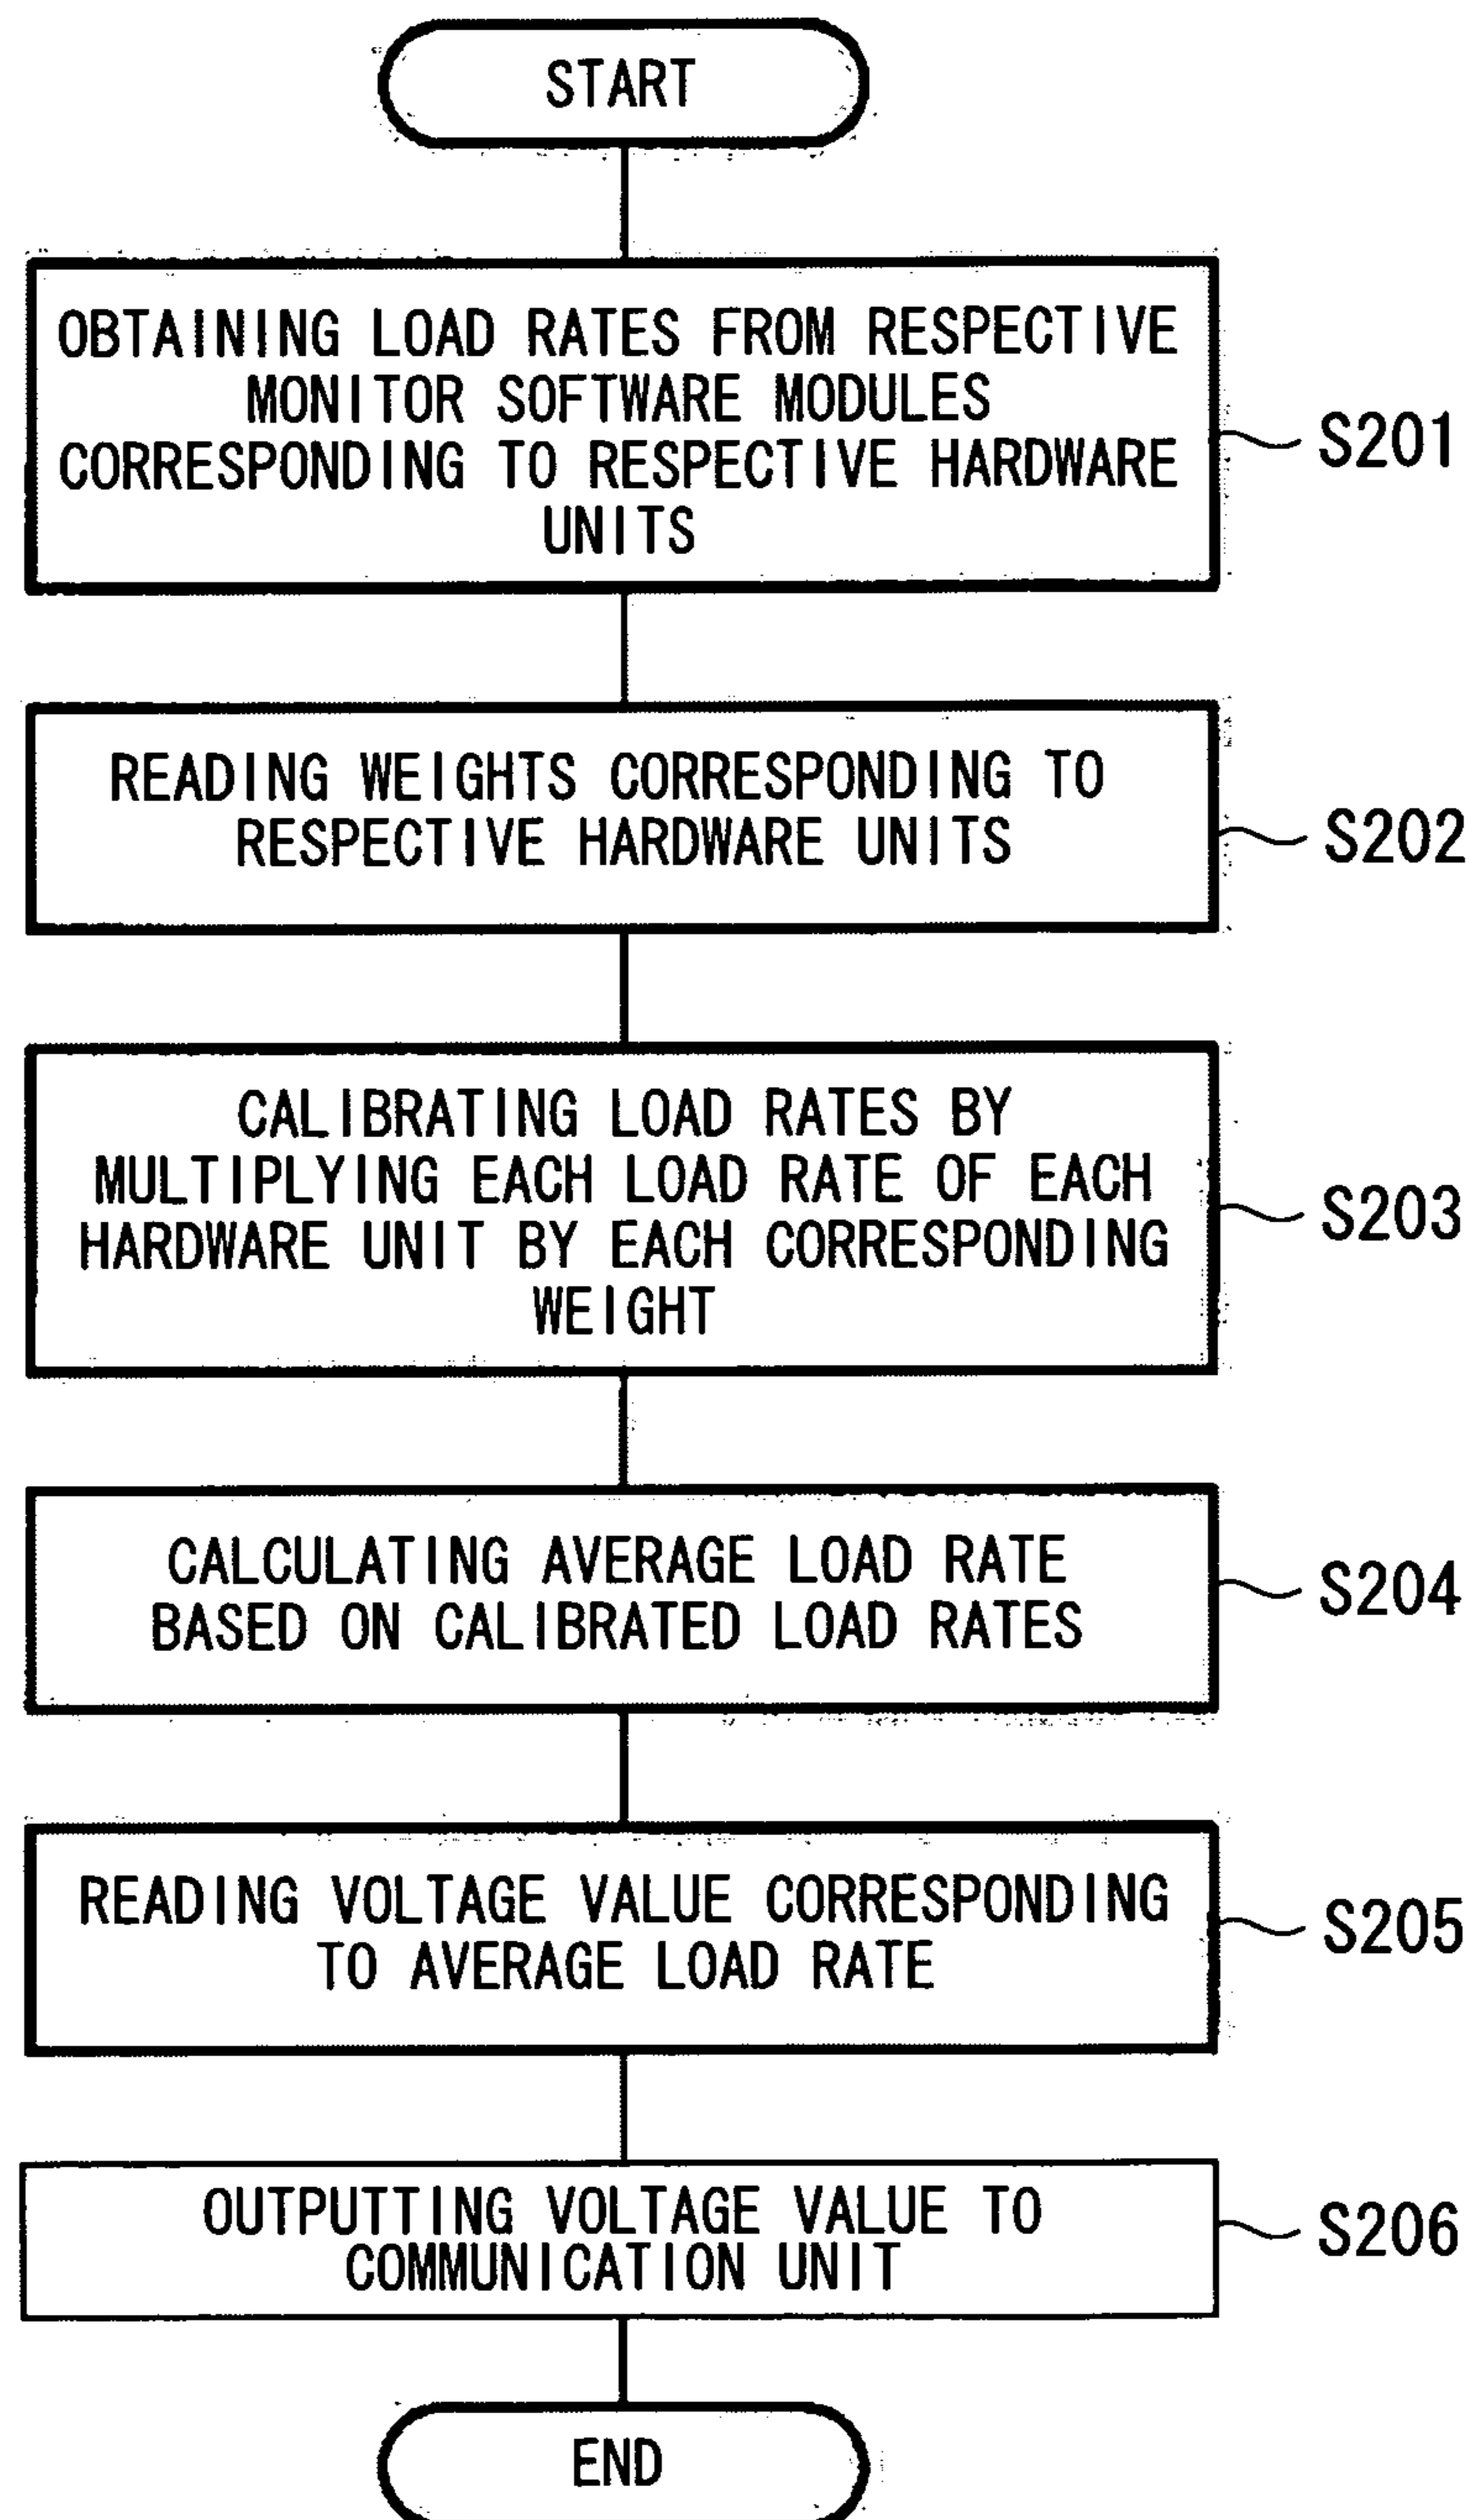 START
OBTAINING LOAD RATES FROM RESPECTIVE
MONITOR SOFTWARE MODULES
CORRESPONDING TO RESPECTIVE HARDWARE
UNITS
S201
READING WEIGHTS CORRESPONDING TO
RESPECTIVE HARDWARE UNITS
S202
CALIBRATING LOAD RATES BY
MULTIPLYING EACH LOAD RATE OF EACH
HARDWARE UNIT BY EACH CORRESPONDING
WEIGHT
S203
CALCULATING AVERAGE LOAD RATE
BASED ON CALIBRATED LOAD RATES
S204
READING VOLTAGE VALUE CORRESPONDING
TO AVERAGE LOAD RATE
S205
OUTPUTTING VOLTAGE VALUE TO
COMMUNICATION UNIT
S206
END